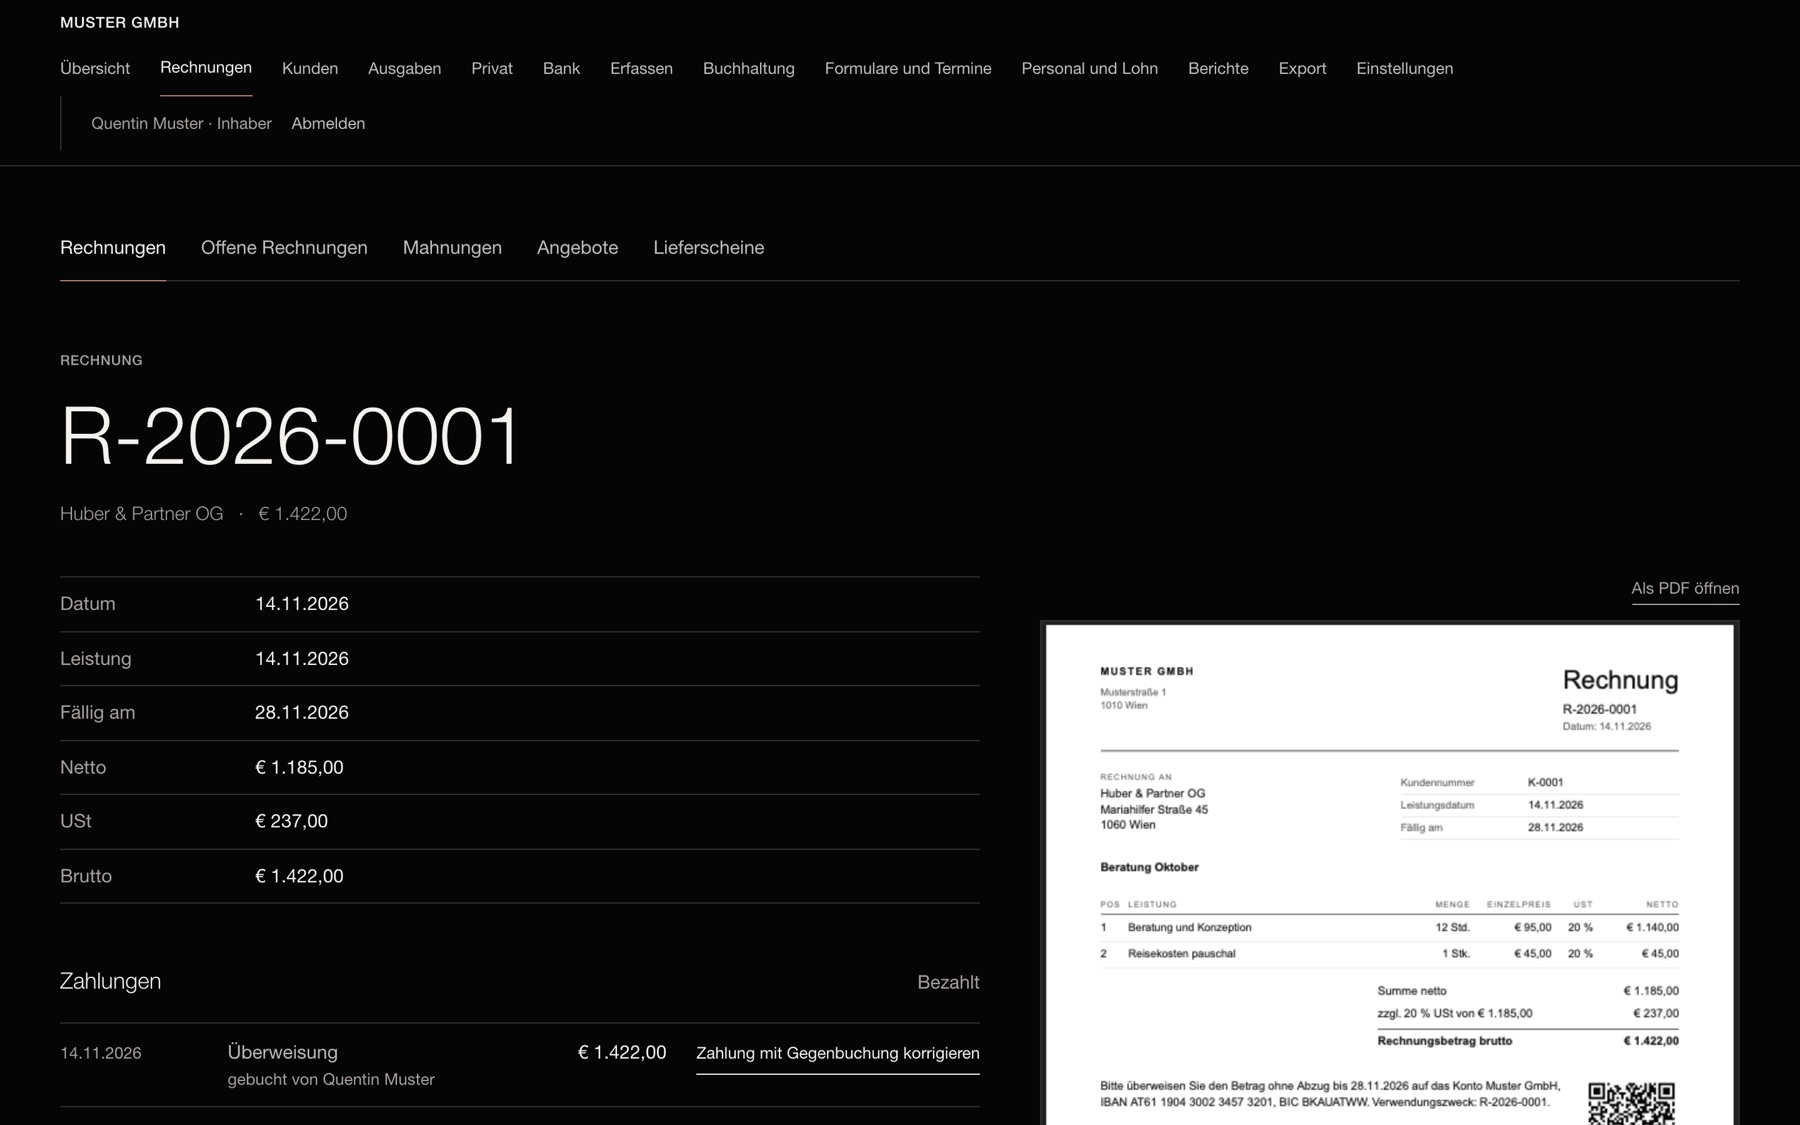 MUSTER GMBH
Übersicht Rechnungen Kunden Ausgaben Privat Bank Erfassen Buchhaltung Formulare und Termine Personal und Lohn Berichte Export Einstellungen
Quentin Muster · Inhaber Abmelden
Rechnungen Offene Rechnungen Mahnungen Angebote Lieferscheine
RECHNUNG
R-2026-0001
Huber & Partner OG · € 1.422,00
Datum 14.11.2026
Leistung 14.11.2026
Fällig am 28.11.2026
Netto € 1.185,00
USt € 237,00
Brutto € 1.422,00
Zahlungen Bezahlt
14.11.2026 Überweisung € 1.422,00 Zahlung mit Gegenbuchung korrigieren
gebucht von Quentin Muster
Als PDF öffnen
MUSTER GMBH
Musterstraße 1
1010 Wien
Rechnung
R-2026-0001
Datum: 14.11.2026
RECHNUNG AN
Huber & Partner OG
Mariahilfer Straße 45
1060 Wien
Kundennummer K-0001
Leistungsdatum 14.11.2026
Fällig am 28.11.2026
Beratung Oktober
POS LEISTUNG MENGE EINZELPREIS UST NETTO
1 Beratung und Konzeption 12 Std. € 95,00 20 % € 1.140,00
2 Reisekosten pauschal 1 Stk. € 45,00 20 % € 45,00
Summe netto € 1.185,00
zzgl. 20 % USt von € 1.185,00 € 237,00
Rechnungsbetrag brutto € 1.422,00
Bitte überweisen Sie den Betrag ohne Abzug bis 28.11.2026 auf das Konto Muster GmbH,
IBAN AT61 1904 3002 3457 3201, BIC BKAUATWW. Verwendungszweck: R-2026-0001.